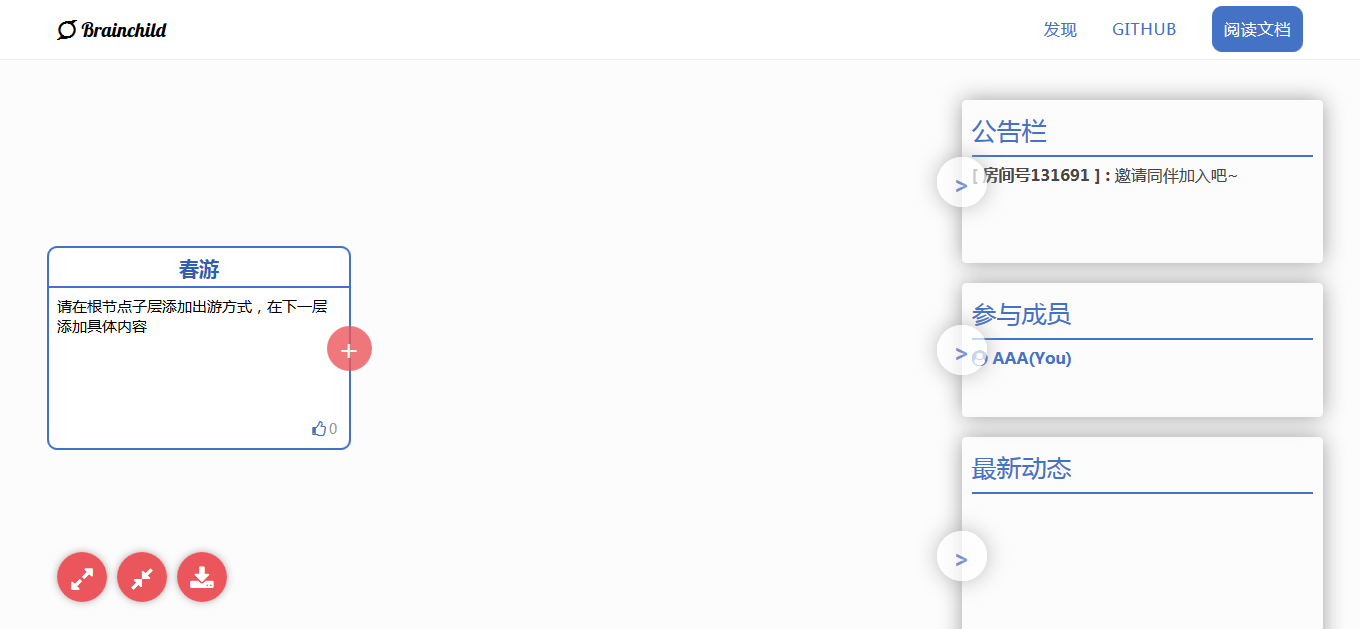 Brainchild
发现
GITHUB
阅读文档
公告栏
[ 房间号131691 ] : 邀请同伴加入吧~
春游
请在根节点子层添加出游方式，在下一层
添加具体内容
0
参与成员
AAA(You)
最新动态